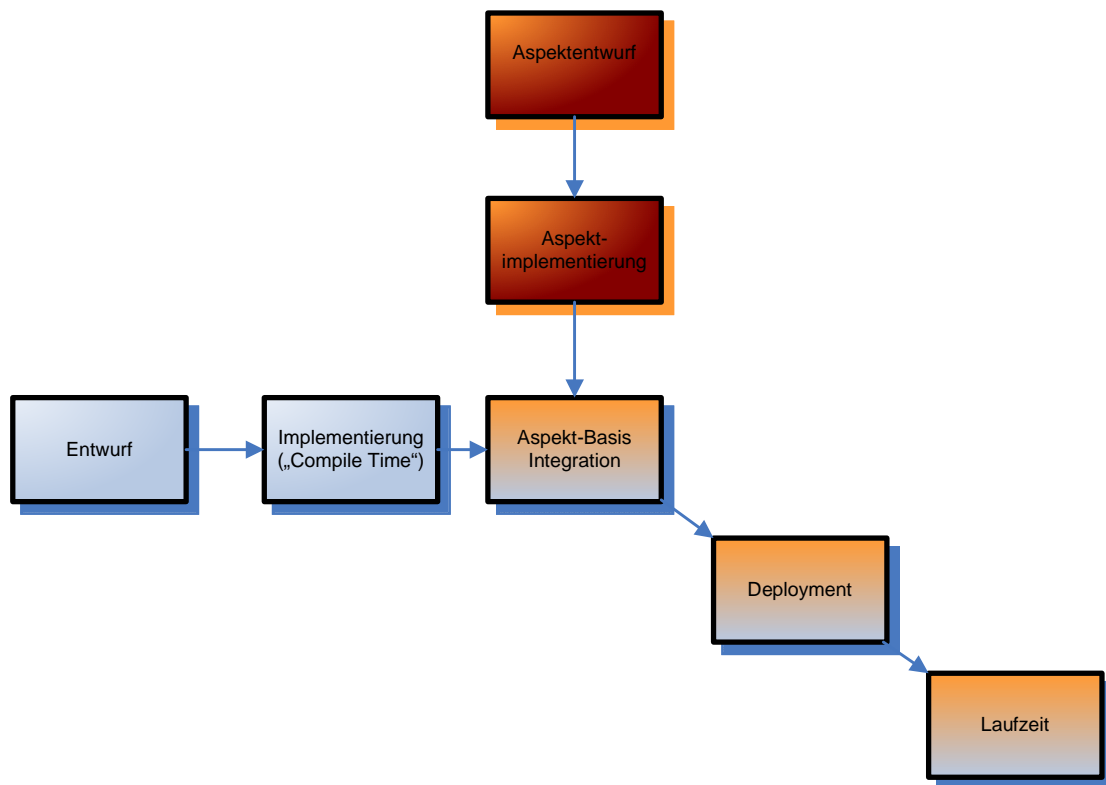 Aspektentwurf
Aspekt-
implementierung
Entwurf
Implementierung
(„Compile Time“)
Aspekt-Basis
Integration
Deployment
Laufzeit